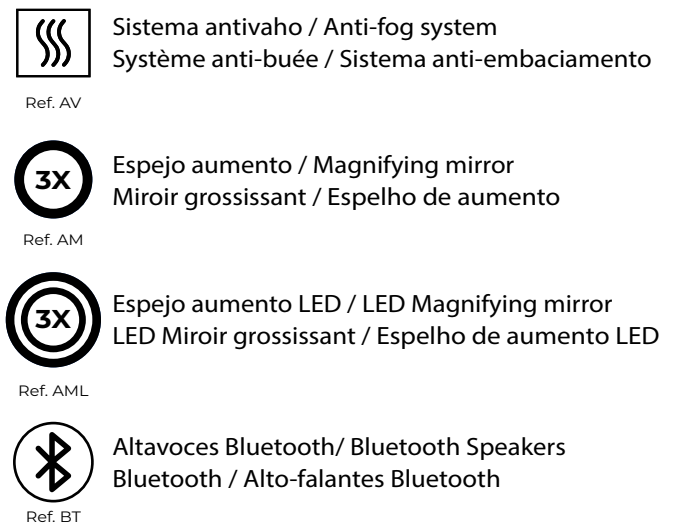 Sistema antivaho / Anti-fog system
Système anti-buée / Sistema anti-embaciamento
Ref. AV
3X
Espejo aumento / Magnifying mirror
Miroir grossissant / Espelho de aumento
Ref. AM
3X
Espejo aumento LED / LED Magnifying mirror
LED Miroir grossissant / Espelho de aumento LED
Ref. AML
Altavoces Bluetooth/ Bluetooth Speakers
Bluetooth / Alto-falantes Bluetooth
Ref. BT